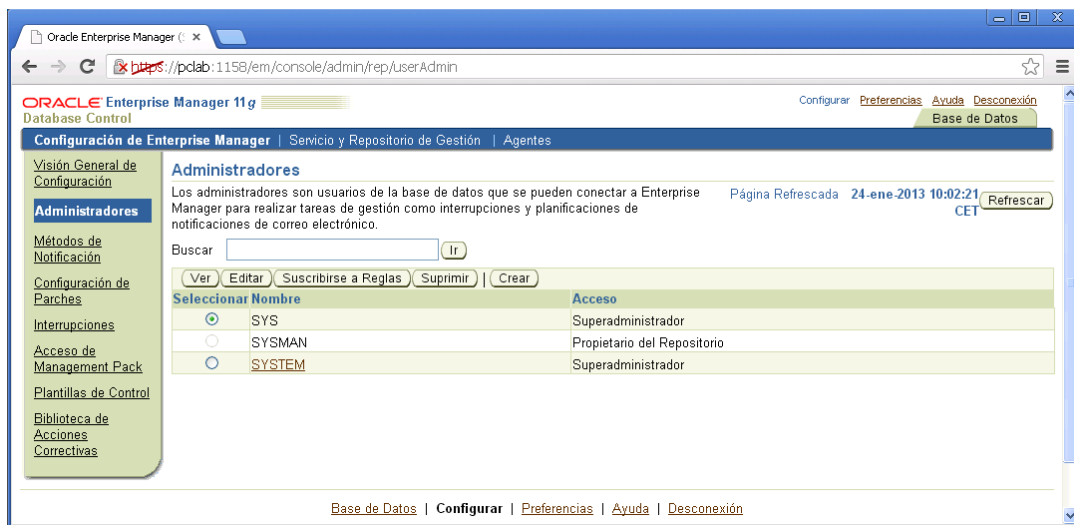 Oracle Enterprise Manager (S
https://pclab:1158/em/console/admin/rep/userAdmin
ORACLE Enterprise Manager 11g
Database Control
Configurar Preferencias Ayuda Desconexión
Base de Datos
Configuración de Enterprise Manager | Servicio y Repositorio de Gestión | Agentes
Visión General de
Configuración
Administradores
Métodos de
Notificación
Configuración de
Parches
Interrupciones
Acceso de
Management Pack
Plantillas de Control
Biblioteca de
Acciones
Correctivas
Administradores
Los administradores son usuarios de la base de datos que se pueden conectar a Enterprise
Manager para realizar tareas de gestión como interrupciones y planificaciones de
notificaciones de correo electrónico.
Página Refrescada 24-ene-2013 10:02:21
CET
Refrescar
Buscar Ir
Ver Editar Suscribirse a Reglas Suprimir | Crear
Seleccionar Nombre Acceso
SYS Superadministrador
SYSMAN Propietario del Repositorio
SYSTEM Superadministrador
Base de Datos | Configurar | Preferencias | Ayuda | Desconexión